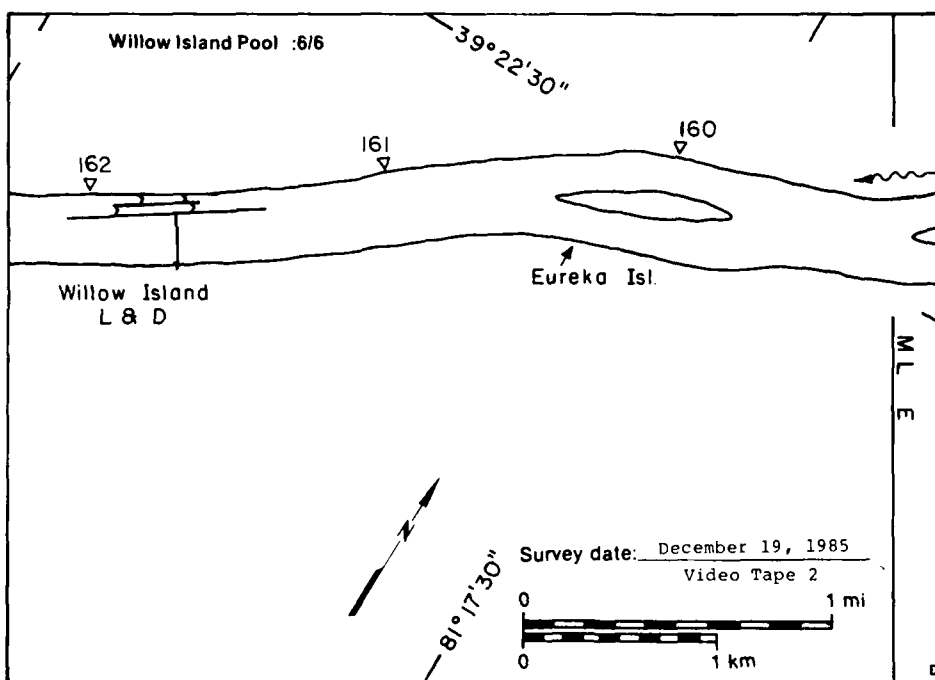 Willow Island Pool :6/6
39°22'30"
162
161
160
Willow Island
L & D
Eureka Isl.
ML E
N
81°17'30"
Survey date: December 19, 1985
Video Tape 2
0 1 mi
0 1 km